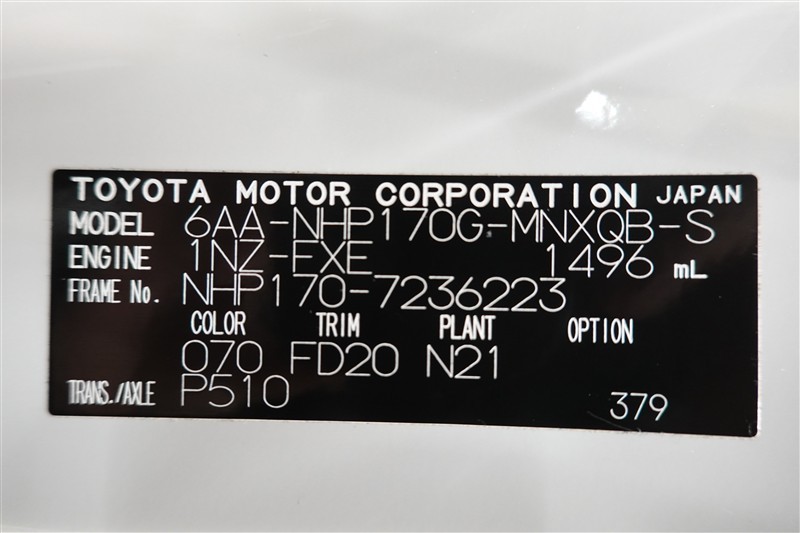 TOYOTA MOTOR CORPORATION JAPAN
MODEL 6AA-NHP170G-MNXQB-S
ENGINE 1NZ-FXE 1496 mL
FRAME No. NHP170-7236223
COLOR TRIM PLANT OPTION
070 FD20 N21
TRANS./AXLE P510 379